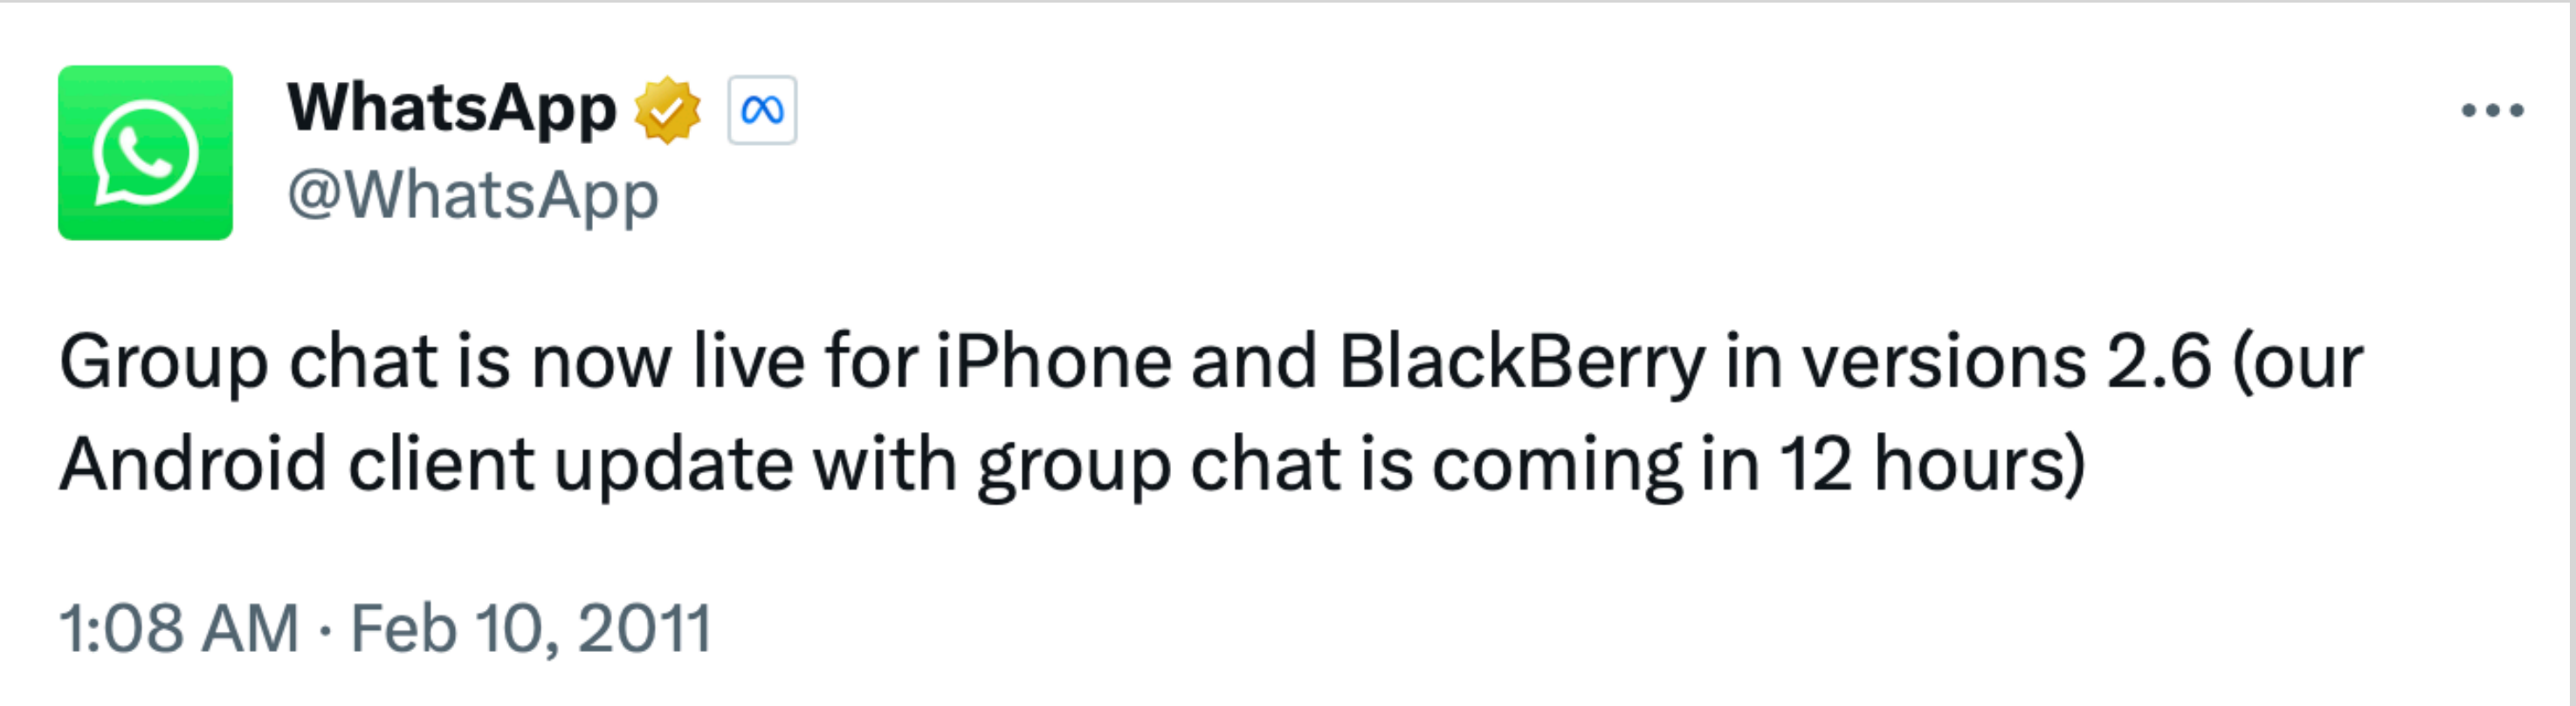 WhatsApp
@WhatsApp
Group chat is now live for iPhone and BlackBerry in versions 2.6 (our
Android client update with group chat is coming in 12 hours)
1:08 AM · Feb 10, 2011